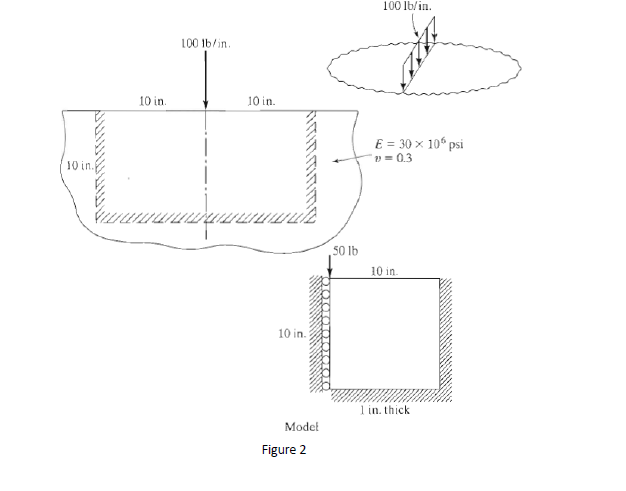 100 lb/in.
100 lb/in.
10 in.
10 in.
E = 30 × 10⁶ psi
υ = 0.3
10 in.
50 lb
10 in.
10 in.
1 in. thick
Model
Figure 2